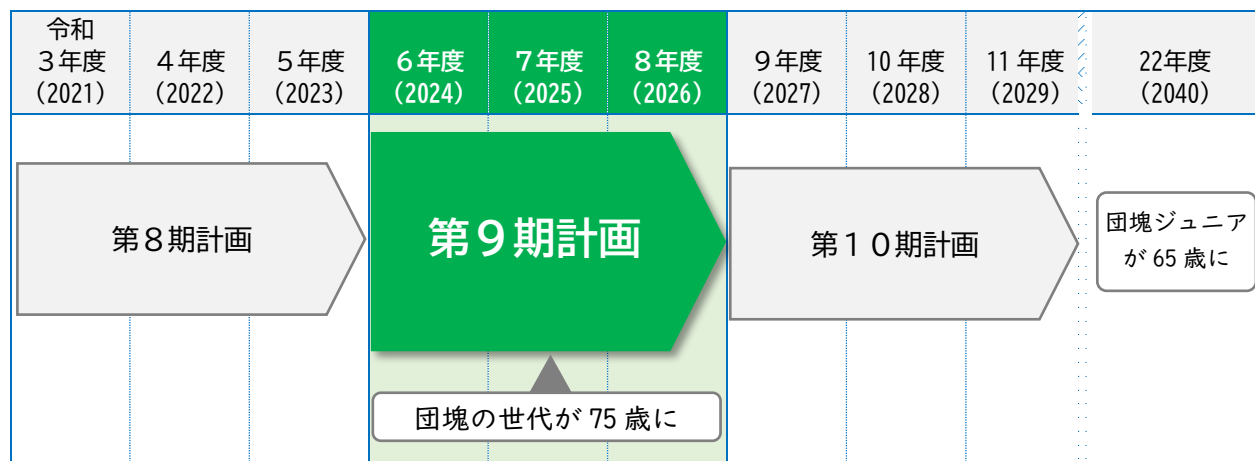 令和
３年度
（2021）
４年度
（2022）
５年度
（2023）
６年度
（2024）
７年度
（2025）
８年度
（2026）
９年度
（2027）
10 年度
（2028）
11 年度
（2029）
22年度
（2040）
第８期計画
第９期計画
第１０期計画
団塊ジュニア
が 65 歳に
団塊の世代が 75 歳に